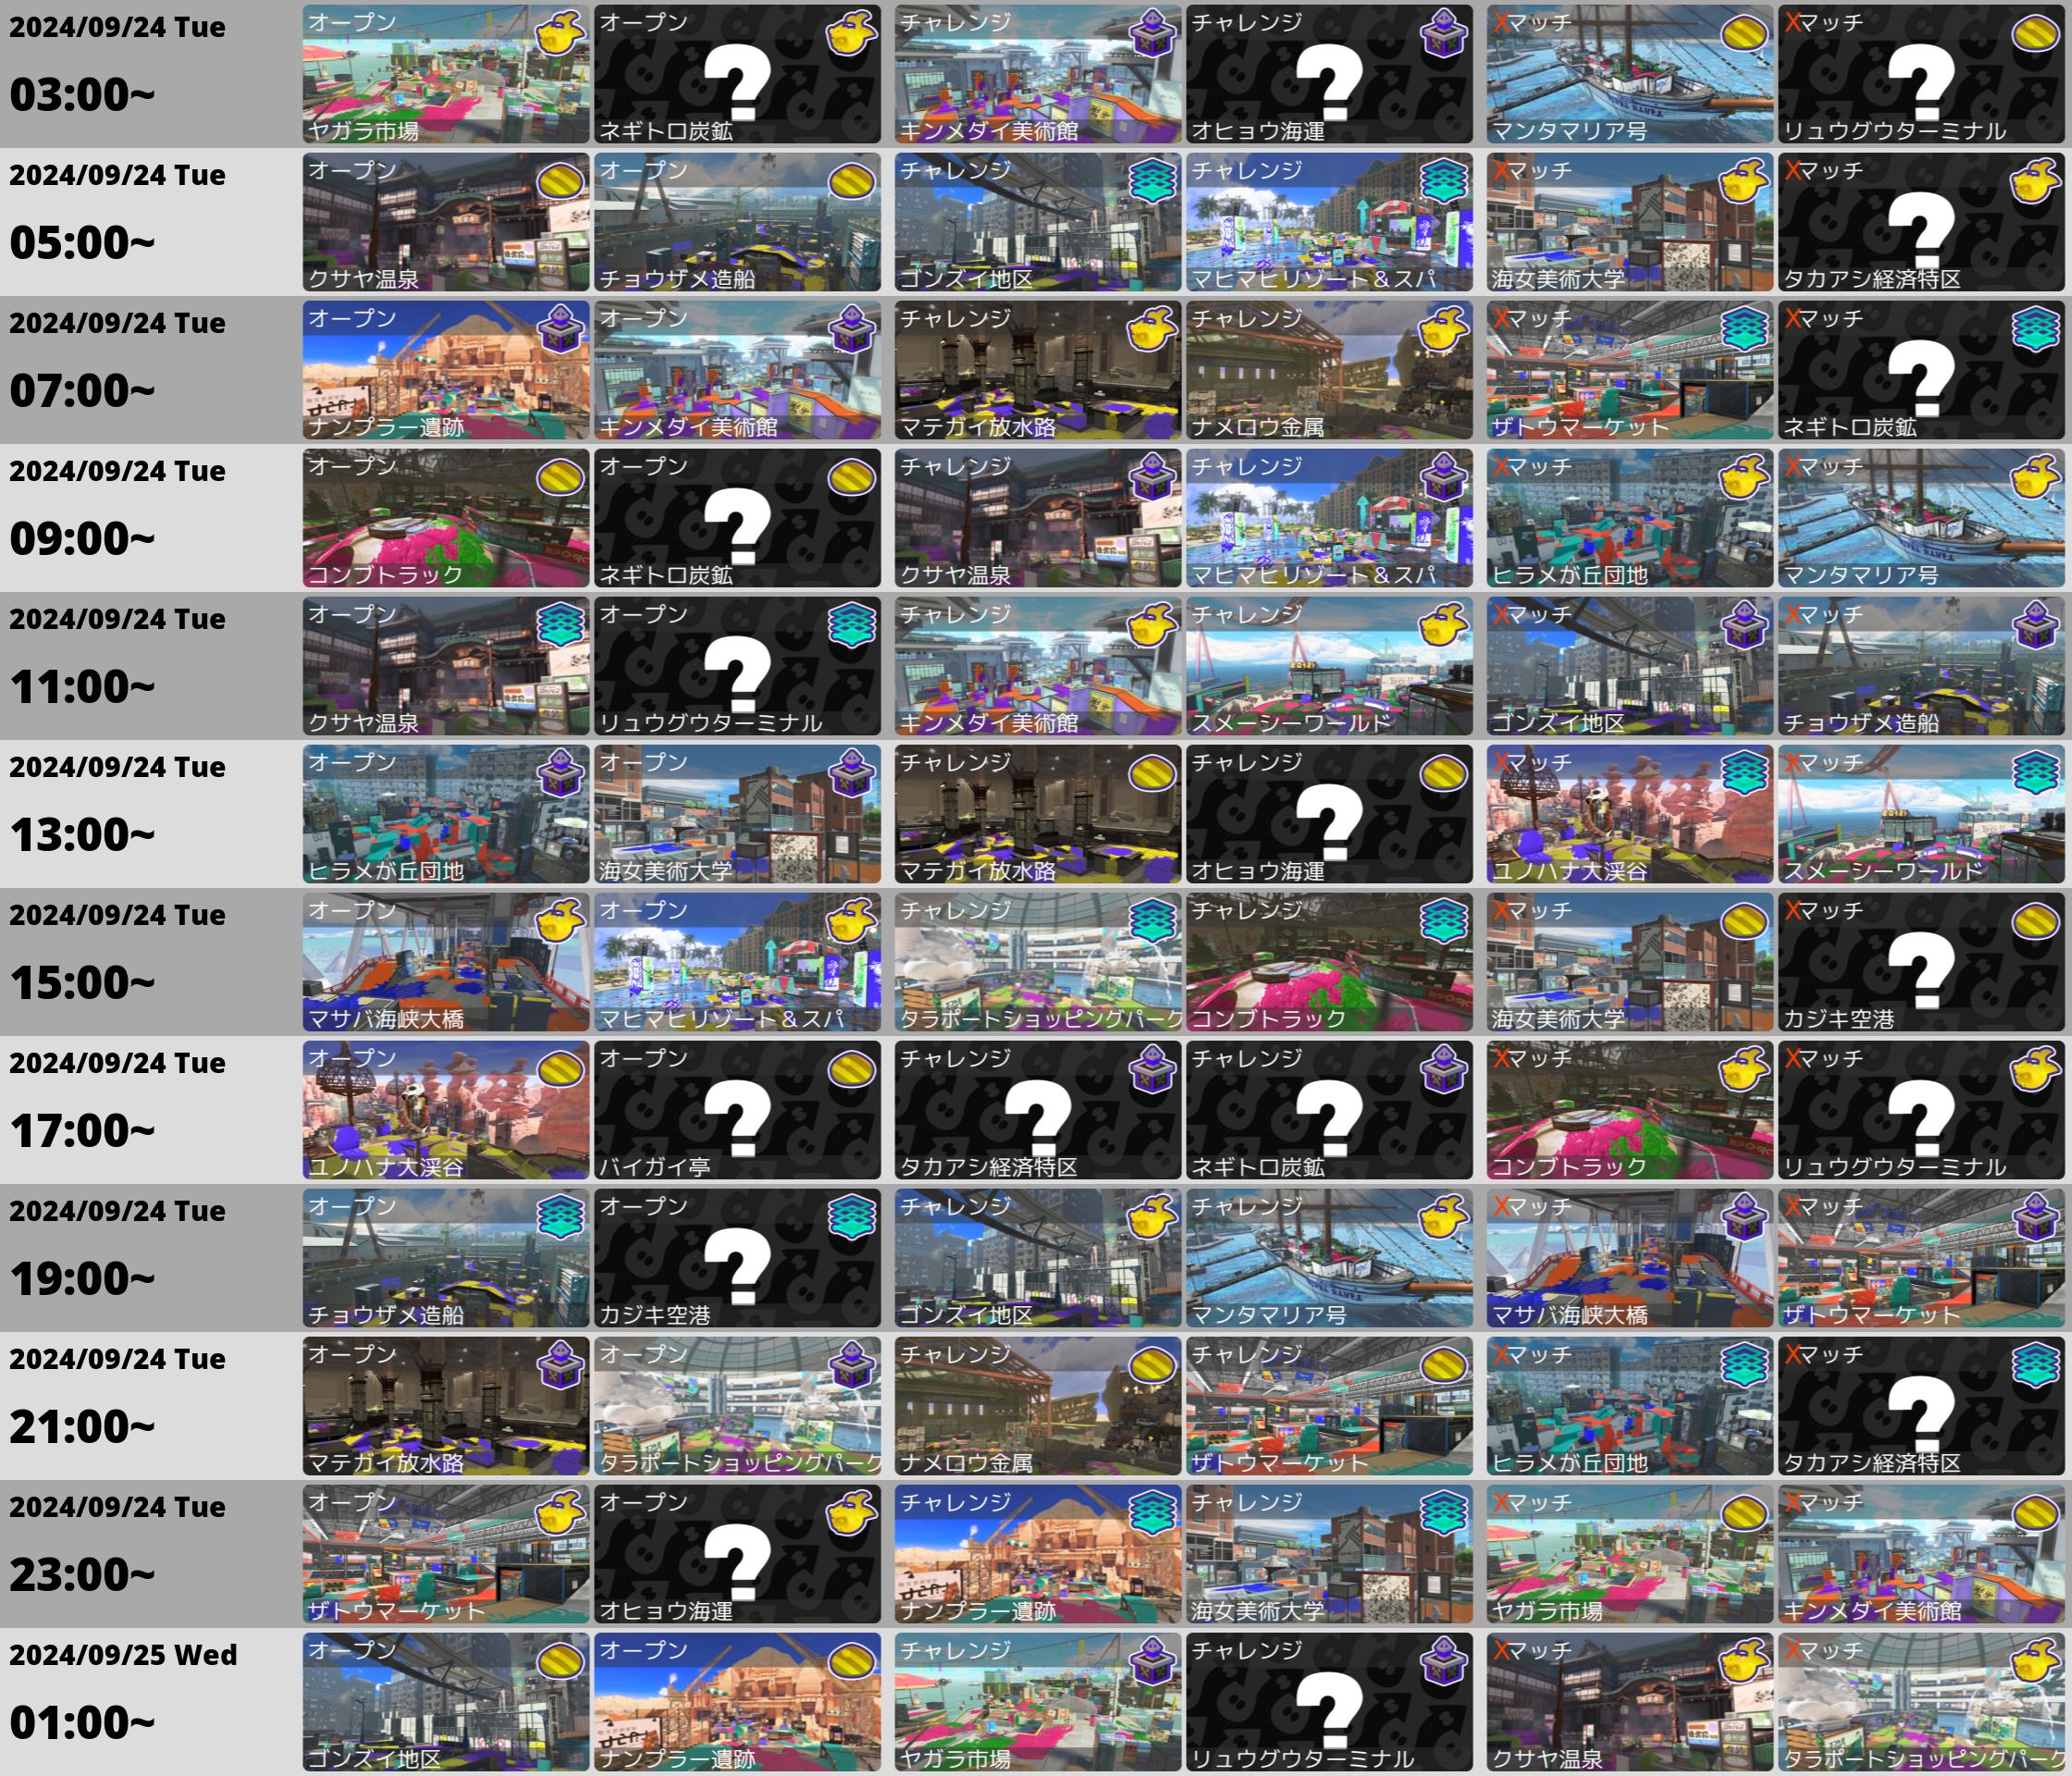 2024/09/24 Tue
03:00~
オープン
ヤガラ市場
オープン
ネギトロ炭鉱
チャレンジ
キンメダイ美術館
チャレンジ
オヒョウ海運
Xマッチ
マンタマリア号
Xマッチ
リュウグウターミナル
2024/09/24 Tue
05:00~
オープン
クサヤ温泉
オープン
チョウザメ造船
チャレンジ
ゴンズイ地区
チャレンジ
マヒマヒリゾート&スパ
Xマッチ
海女美術大学
Xマッチ
タカアシ経済特区
2024/09/24 Tue
07:00~
オープン
ナンプラー遺跡
オープン
キンメダイ美術館
チャレンジ
マテガイ放水路
チャレンジ
ナメロウ金属
Xマッチ
ザトウマーケット
Xマッチ
ネギトロ炭鉱
2024/09/24 Tue
09:00~
オープン
コンブトラック
オープン
ネギトロ炭鉱
チャレンジ
クサヤ温泉
チャレンジ
マヒマヒリゾート&スパ
Xマッチ
ヒラメが丘団地
Xマッチ
マンタマリア号
2024/09/24 Tue
11:00~
オープン
クサヤ温泉
オープン
リュウグウターミナル
チャレンジ
キンメダイ美術館
チャレンジ
スメーシーワールド
Xマッチ
ゴンズイ地区
Xマッチ
チョウザメ造船
2024/09/24 Tue
13:00~
オープン
ヒラメが丘団地
オープン
海女美術大学
チャレンジ
マテガイ放水路
チャレンジ
オヒョウ海運
Xマッチ
ユノハナ大渓谷
Xマッチ
スメーシーワールド
2024/09/24 Tue
15:00~
オープン
マサバ海峡大橋
オープン
マヒマヒリゾート&スパ
チャレンジ
タラポートショッピングパーク
チャレンジ
コンブトラック
Xマッチ
海女美術大学
Xマッチ
カジキ空港
2024/09/24 Tue
17:00~
オープン
ユノハナ大渓谷
オープン
バイガイ亭
チャレンジ
タカアシ経済特区
チャレンジ
ネギトロ炭鉱
Xマッチ
コンブトラック
Xマッチ
リュウグウターミナル
2024/09/24 Tue
19:00~
オープン
チョウザメ造船
オープン
カジキ空港
チャレンジ
ゴンズイ地区
チャレンジ
マンタマリア号
Xマッチ
マサバ海峡大橋
Xマッチ
ザトウマーケット
2024/09/24 Tue
21:00~
オープン
マテガイ放水路
オープン
タラポートショッピングパーク
チャレンジ
ナメロウ金属
チャレンジ
ザトウマーケット
Xマッチ
ヒラメが丘団地
Xマッチ
タカアシ経済特区
2024/09/24 Tue
23:00~
オープン
ザトウマーケット
オープン
オヒョウ海運
チャレンジ
ナンプラー遺跡
チャレンジ
海女美術大学
Xマッチ
ヤガラ市場
Xマッチ
キンメダイ美術館
2024/09/25 Wed
01:00~
オープン
ゴンズイ地区
オープン
ナンプラー遺跡
チャレンジ
ヤガラ市場
チャレンジ
リュウグウターミナル
Xマッチ
クサヤ温泉
Xマッチ
タラポートショッピングパーク